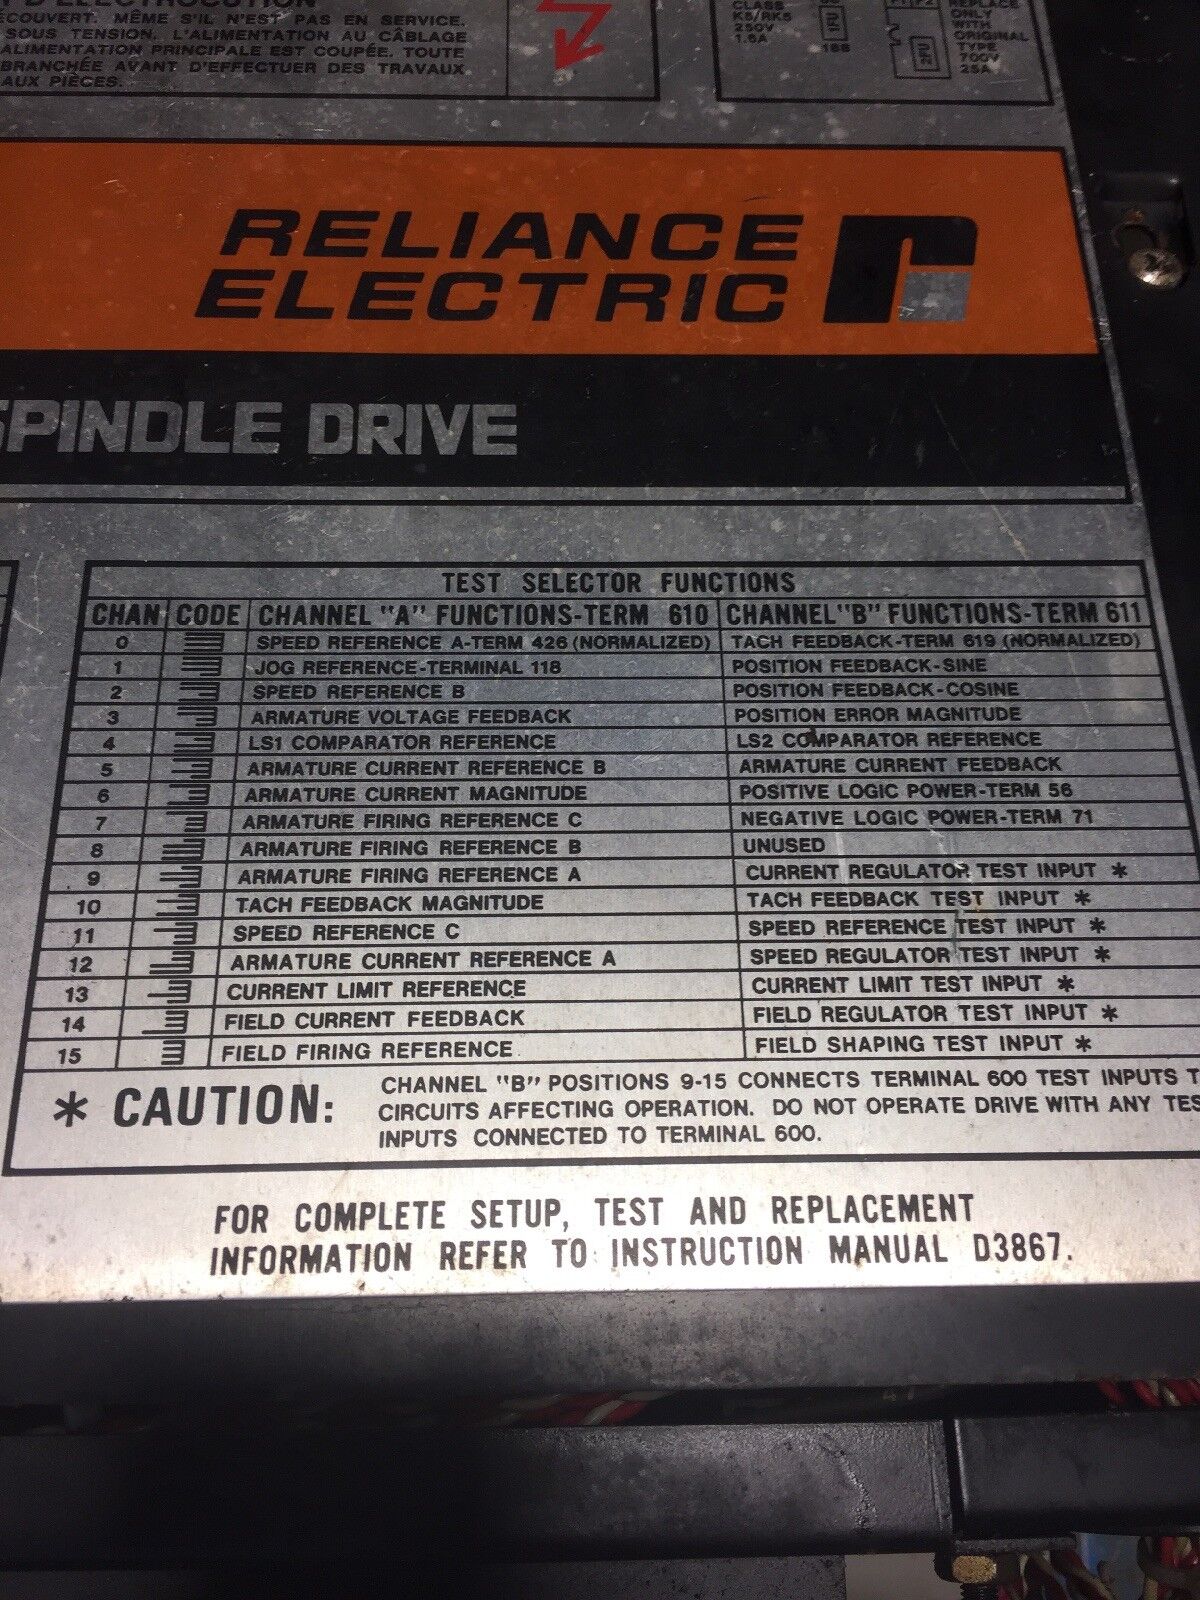 D'ÉLECTROCUTION
DÉCOUVERT. MÊME S'IL N'EST PAS EN SERVICE,
SOUS TENSION. L'ALIMENTATION AU CÂBLAGE
ALIMENTATION PRINCIPALE EST COUPÉE. TOUTE
BRANCHÉE AVANT D'EFFECTUER DES TRAVAUX
AUX PIÈCES.
CLASS
K5/RK5
250V
1.6A
FU
188
F1 F2
FU
REPLACE
ONLY
WITH
ORIGINAL
TYPE
700V
25A
RELIANCE
ELECTRIC
SPINDLE DRIVE
TEST SELECTOR FUNCTIONS
CHAN CODE CHANNEL "A" FUNCTIONS-TERM 610 CHANNEL "B" FUNCTIONS-TERM 611
0 SPEED REFERENCE A-TERM 426 (NORMALIZED) TACH FEEDBACK-TERM 619 (NORMALIZED)
1 JOG REFERENCE-TERMINAL 118 POSITION FEEDBACK-SINE
2 SPEED REFERENCE B POSITION FEEDBACK-COSINE
3 ARMATURE VOLTAGE FEEDBACK POSITION ERROR MAGNITUDE
4 LS1 COMPARATOR REFERENCE LS2 COMPARATOR REFERENCE
5 ARMATURE CURRENT REFERENCE B ARMATURE CURRENT FEEDBACK
6 ARMATURE CURRENT MAGNITUDE POSITIVE LOGIC POWER-TERM 56
7 ARMATURE FIRING REFERENCE C NEGATIVE LOGIC POWER-TERM 71
8 ARMATURE FIRING REFERENCE B UNUSED
9 ARMATURE FIRING REFERENCE A CURRENT REGULATOR TEST INPUT *
10 TACH FEEDBACK MAGNITUDE TACH FEEDBACK TEST INPUT *
11 SPEED REFERENCE C SPEED REFERENCE TEST INPUT *
12 ARMATURE CURRENT REFERENCE A SPEED REGULATOR TEST INPUT *
13 CURRENT LIMIT REFERENCE CURRENT LIMIT TEST INPUT *
14 FIELD CURRENT FEEDBACK FIELD REGULATOR TEST INPUT *
15 FIELD FIRING REFERENCE FIELD SHAPING TEST INPUT *
* CAUTION: CHANNEL "B" POSITIONS 9-15 CONNECTS TERMINAL 600 TEST INPUTS T
CIRCUITS AFFECTING OPERATION. DO NOT OPERATE DRIVE WITH ANY TES
INPUTS CONNECTED TO TERMINAL 600.
FOR COMPLETE SETUP, TEST AND REPLACEMENT
INFORMATION REFER TO INSTRUCTION MANUAL D3867.